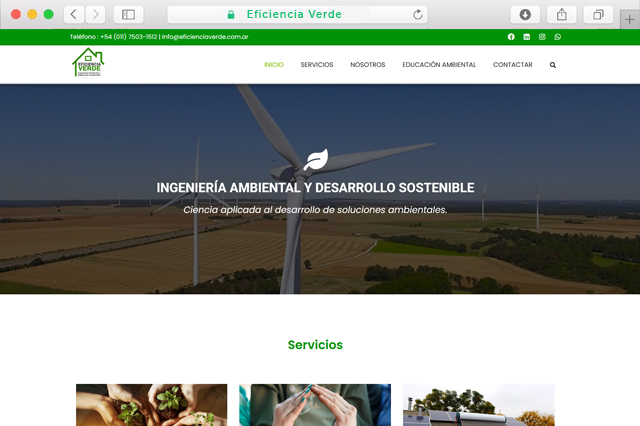 Eficiencia Verde
Teléfono : +54 (011) 7503-1512 | Info@eficienciaverde.com.ar
EFICIENCIA
VERDE
INICIO SERVICIOS NOSOTROS EDUCACIÓN AMBIENTAL CONTACTAR
INGENIERÍA AMBIENTAL Y DESARROLLO SOSTENIBLE
Ciencia aplicada al desarrollo de soluciones ambientales.
Servicios